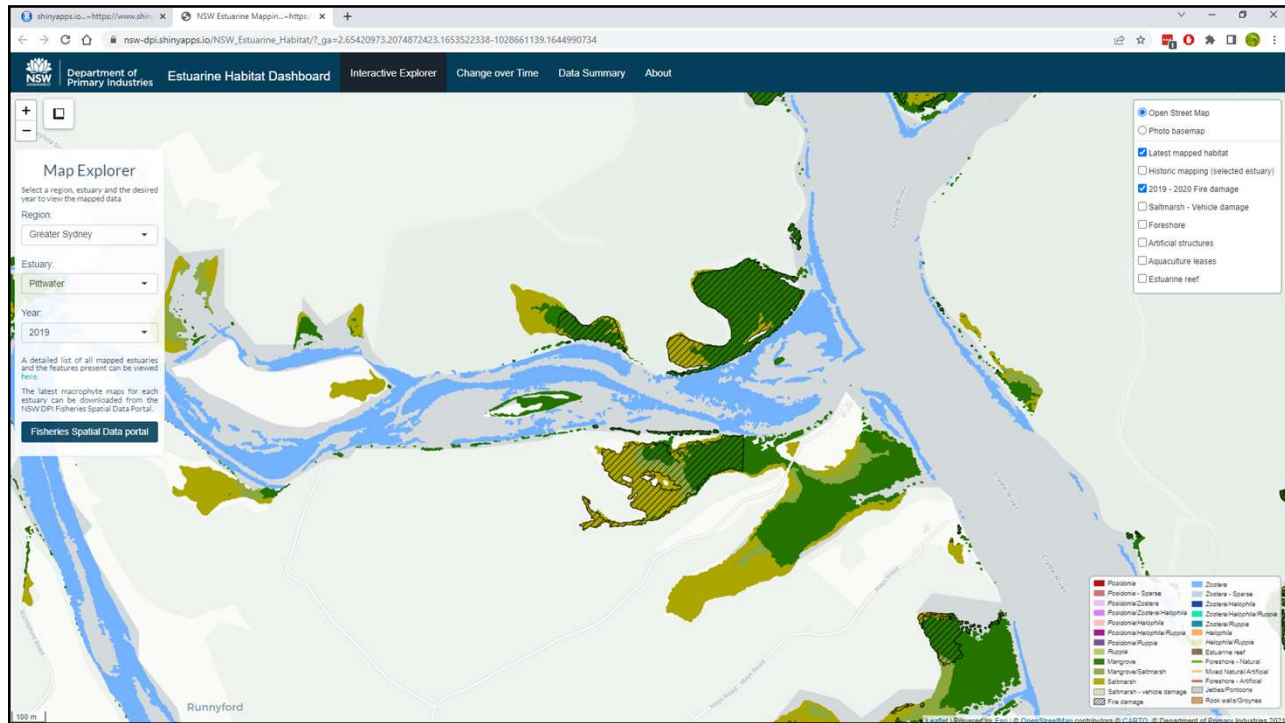 shinyapps.io...~https://www.shin
NSW Estuarine Mappin...~https:/
nsw-dpi.shinyapps.io/NSW_Estuarine_Habitat/?_ga=2.65420973.2074872423.1653522338-1028661139.1644990734
NSW
GOVERNMENT
Department of
Primary Industries
Estuarine Habitat Dashboard
Interactive Explorer
Change over Time
Data Summary
About
+
−
Map Explorer
Select a region, estuary and the desired
year to view the mapped data
Region:
Greater Sydney
Estuary:
Pittwater
Year:
2019
A detailed list of all mapped estuaries
and the features present can be viewed
here.
The latest macrophyte maps for each
estuary can be downloaded from the
NSW DPI Fisheries Spatial Data Portal.
Fisheries Spatial Data portal
Open Street Map
Photo basemap
Latest mapped habitat
Historic mapping (selected estuary)
2019 - 2020 Fire damage
Saltmarsh - Vehicle damage
Foreshore
Artificial structures
Aquaculture leases
Estuarine reef
Clyde River
Clyde River
Clyde River
Mays Road
Runnyford Road
Runnyford
100 m
Posidonia
Posidonia - Sparse
Posidonia/Zostera
Posidonia/Zostera/Halophila
Posidonia/Halophila
Posidonia/Halophila/Ruppia
Posidonia/Ruppia
Ruppia
Mangrove
Mangrove/Saltmarsh
Saltmarsh
Saltmarsh - vehicle damage
Fire damage
Zostera
Zostera - Sparse
Zostera/Halophila
Zostera/Halophila/Ruppia
Zostera/Ruppia
Halophila
Halophila/Ruppia
Estuarine reef
Foreshore - Natural
Mixed Natural/Artificial
Foreshore - Artificial
Jetties/Pontoons
Rock walls/Groynes
Leaflet | Powered by Esri | © OpenStreetMap contributors © CARTO, © Department of Primary Industries